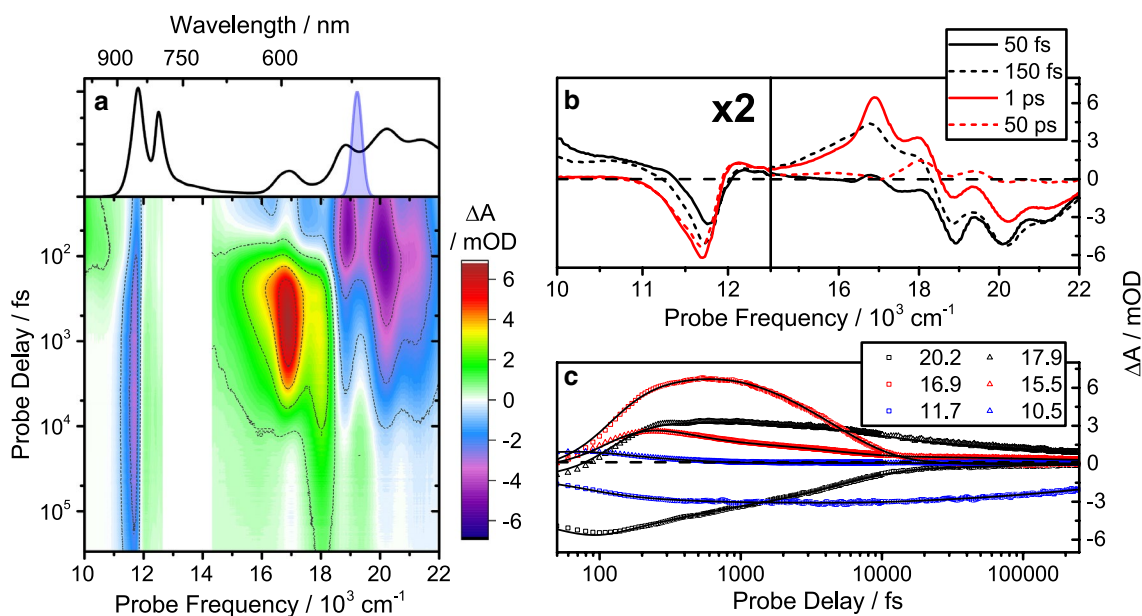 Wavelength / nm
900 750 600
a
10² 10³ 10⁴ 10⁵
Probe Delay / fs
10 12 14 16 18 20 22
Probe Frequency / 10³ cm⁻¹
ΔA
/ mOD
6
4
2
0
-2
-4
-6
50 fs
150 fs
1 ps
50 ps
b
x2
6
3
0
-3
-6
10 12 16 18 20 22
Probe Frequency / 10³ cm⁻¹
ΔA / mOD
c
20.2 17.9
16.9 15.5
11.7 10.5
6
3
0
-3
-6
100 1000 10000 100000
Probe Delay / fs